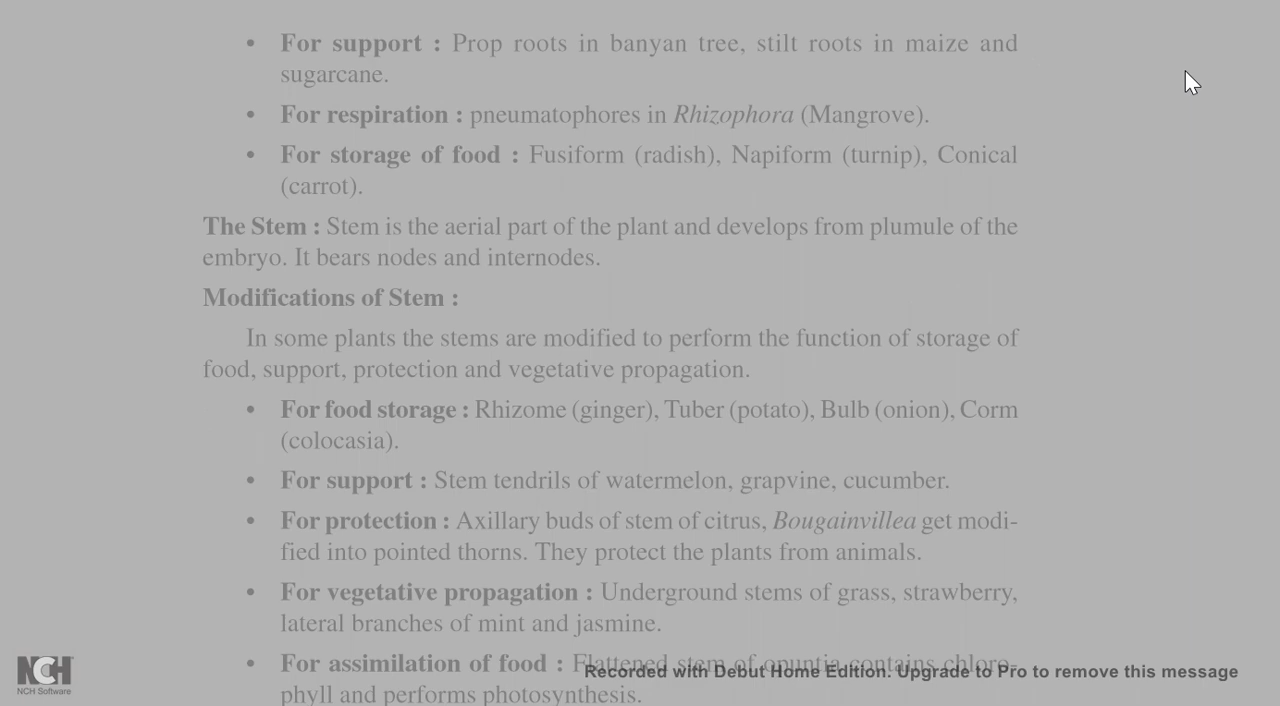 • For support : Prop roots in banyan tree, stilt roots in maize and
sugarcane.
• For respiration : pneumatophores in Rhizophora (Mangrove).
• For storage of food : Fusiform (radish), Napiform (turnip), Conical
(carrot).
The Stem : Stem is the aerial part of the plant and develops from plumule of the
embryo. It bears nodes and internodes.
Modifications of Stem :
In some plants the stems are modified to perform the function of storage of
food, support, protection and vegetative propagation.
• For food storage : Rhizome (ginger), Tuber (potato), Bulb (onion), Corm
(colocasia).
• For support : Stem tendrils of watermelon, grapvine, cucumber.
• For protection : Axillary buds of stem of citrus, Bougainvillea get modi-
fied into pointed thorns. They protect the plants from animals.
• For vegetative propagation : Underground stems of grass, strawberry,
lateral branches of mint and jasmine.
• For assimilation of food : Flattened stem of opuntia contains chloro-
phyll and performs photosynthesis.
NCH
NCH Software
Recorded with Debut Home Edition. Upgrade to Pro to remove this message